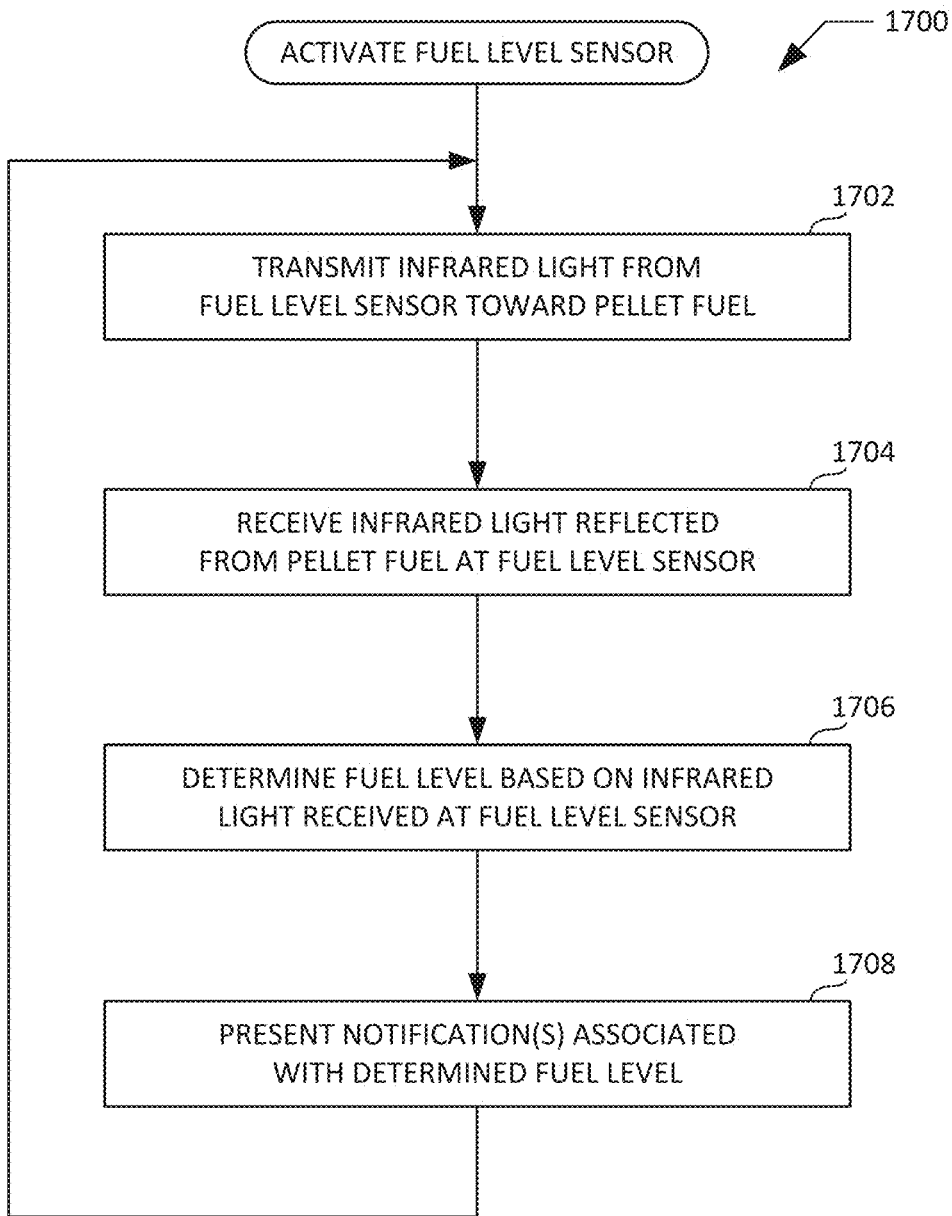 1700
ACTIVATE FUEL LEVEL SENSOR
1702
TRANSMIT INFRARED LIGHT FROM
FUEL LEVEL SENSOR TOWARD PELLET FUEL
1704
RECEIVE INFRARED LIGHT REFLECTED
FROM PELLET FUEL AT FUEL LEVEL SENSOR
1706
DETERMINE FUEL LEVEL BASED ON INFRARED
LIGHT RECEIVED AT FUEL LEVEL SENSOR
1708
PRESENT NOTIFICATION(S) ASSOCIATED
WITH DETERMINED FUEL LEVEL